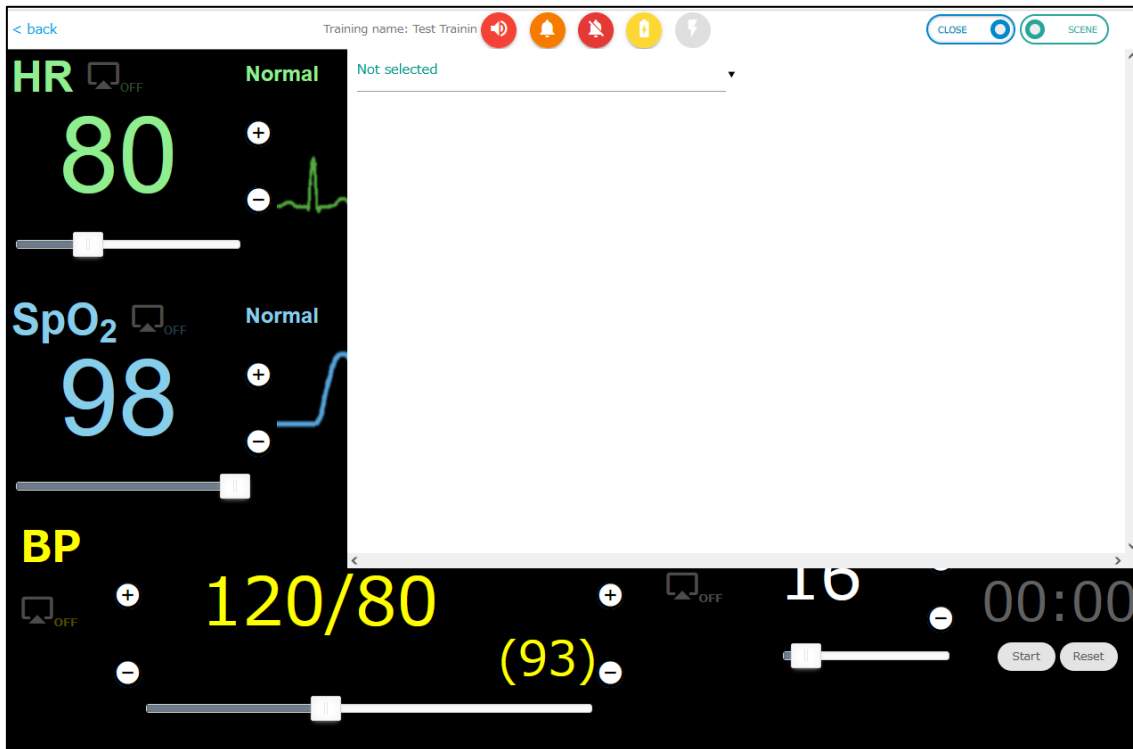 < back
Training name: Test Trainin
CLOSE
SCENE
HR
OFF
Normal
80
Not selected
SpO2
OFF
Normal
98
BP
OFF
120/80
(93)
OFF
16
00:00
Start
Reset